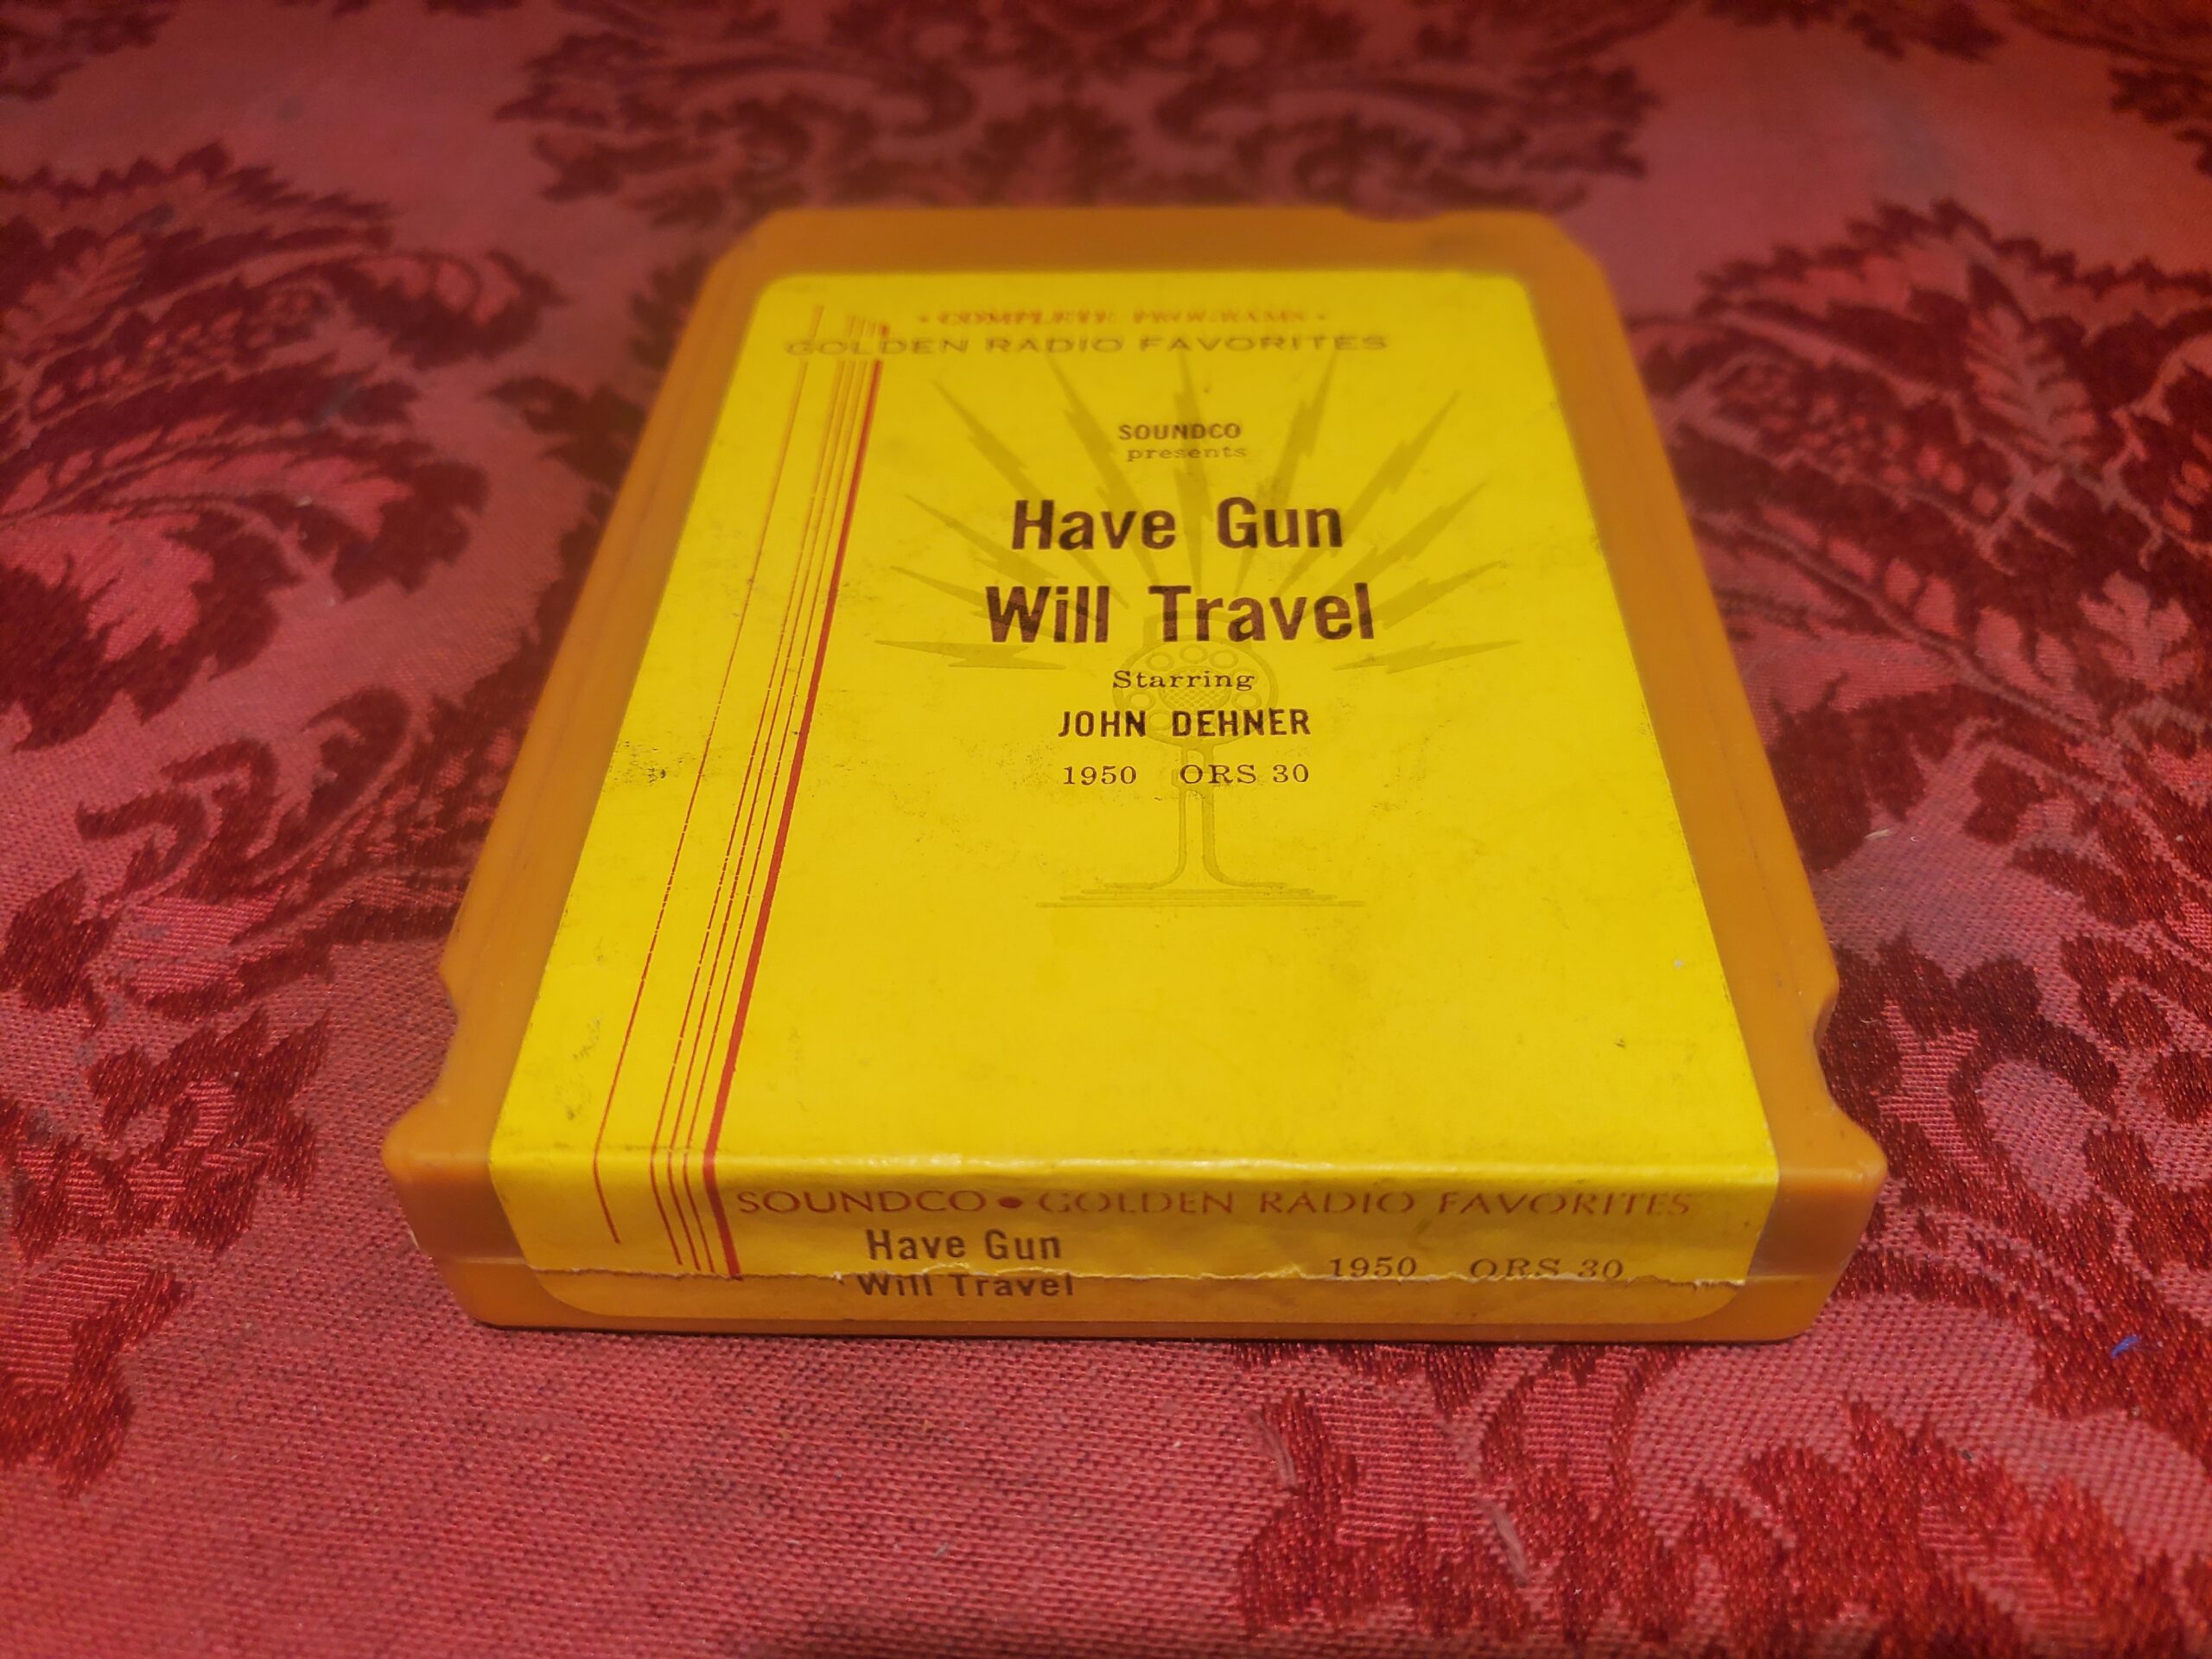 • COMPLETE PROGRAMS •
GOLDEN RADIO FAVORITES
SOUNDCO
presents
Have Gun
Will Travel
Starring
JOHN DEHNER
1950 ORS 30
SOUNDCO • GOLDEN RADIO FAVORITES
Have Gun
Will Travel
1950 ORS 30